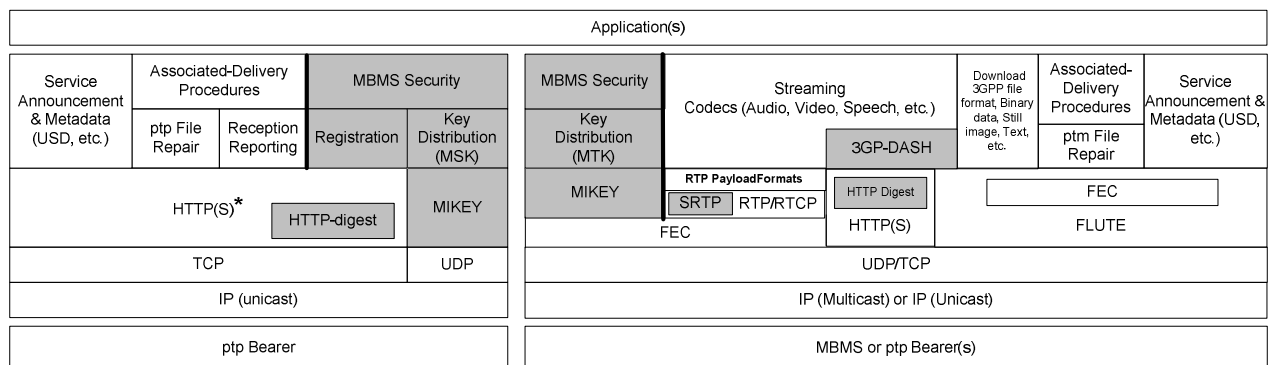 Application(s)
Service
Announcement
& Metadata
(USD, etc.)
Associated-Delivery
Procedures
ptp File
Repair
Reception
Reporting
MBMS Security
Registration
Key
Distribution
(MSK)
HTTP(S)*
HTTP-digest
MIKEY
TCP
UDP
IP (unicast)
ptp Bearer
MBMS Security
Key
Distribution
(MTK)
MIKEY
Streaming
Codecs (Audio, Video, Speech, etc.)
3GP-DASH
Download
3GPP file
format, Binary
data, Still
image, Text,
etc.
Associated-
Delivery
Procedures
ptm File
Repair
Service
Announcement &
Metadata (USD,
etc.)
RTP PayloadFormats
SRTP
RTP/RTCP
FEC
HTTP Digest
HTTP(S)
FEC
FLUTE
UDP/TCP
IP (Multicast) or IP (Unicast)
MBMS or ptp Bearer(s)